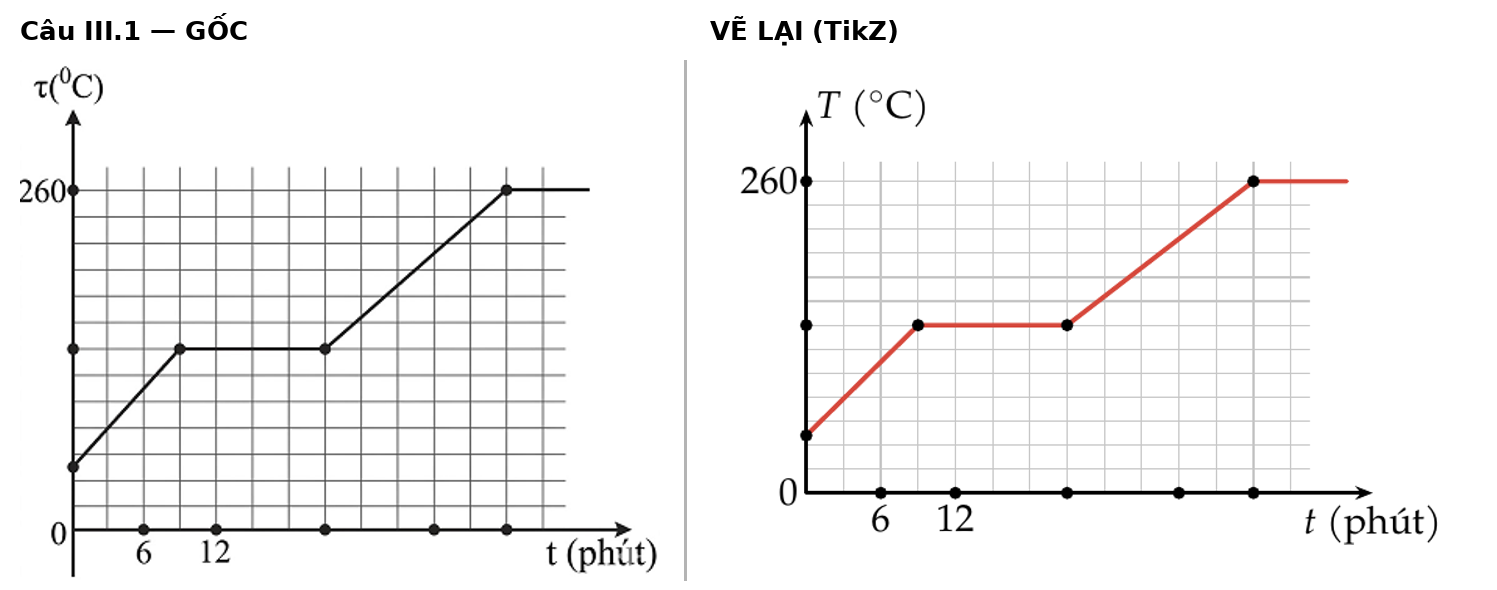 Câu III.1 — GỐC
τ(⁰C)
260
0
6
12
t (phút)
VẼ LẠI (TikZ)
T (°C)
260
0
6
12
t (phút)